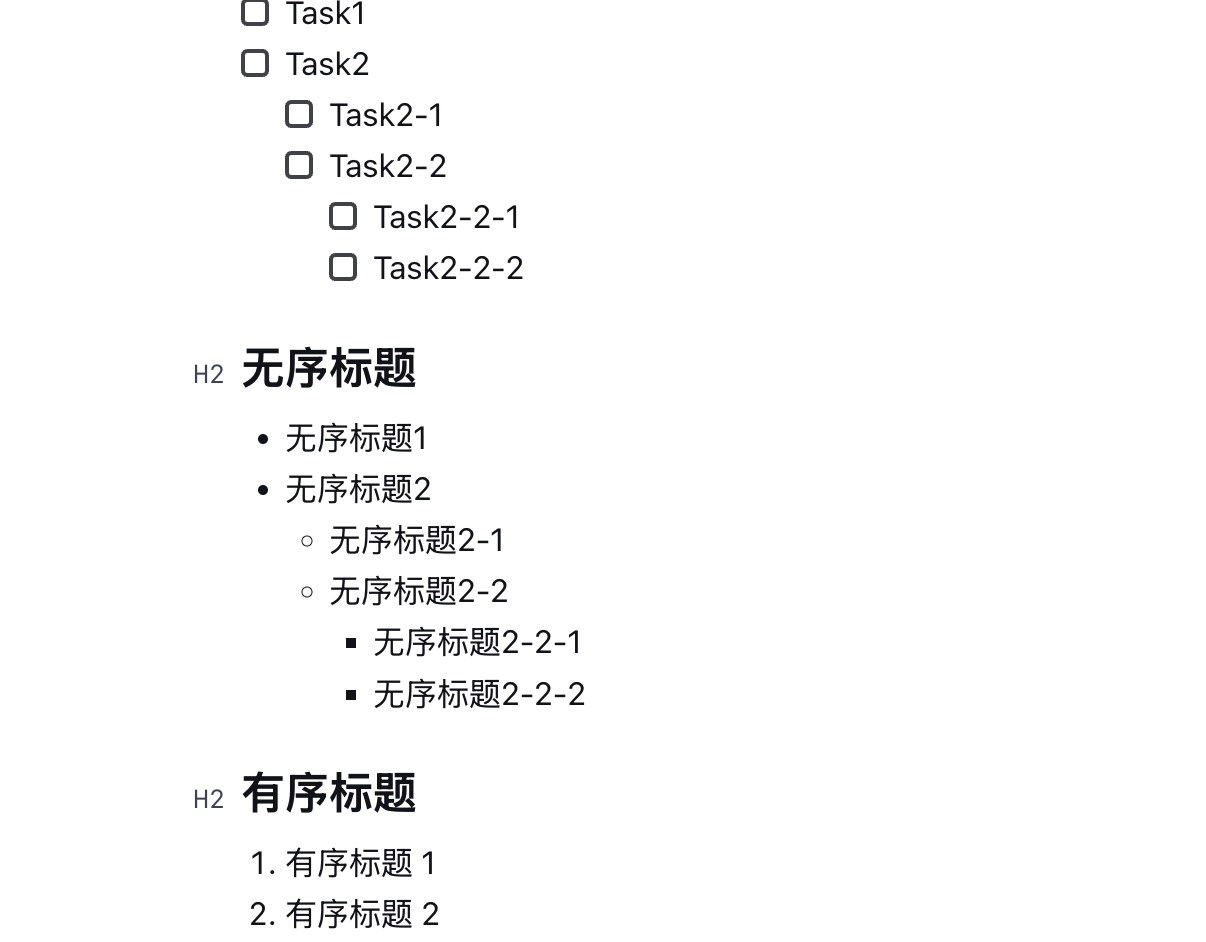 Task1
Task2
Task2-1
Task2-2
Task2-2-1
Task2-2-2
H2 无序标题
无序标题1
无序标题2
无序标题2-1
无序标题2-2
无序标题2-2-1
无序标题2-2-2
H2 有序标题
1. 有序标题 1
2. 有序标题 2